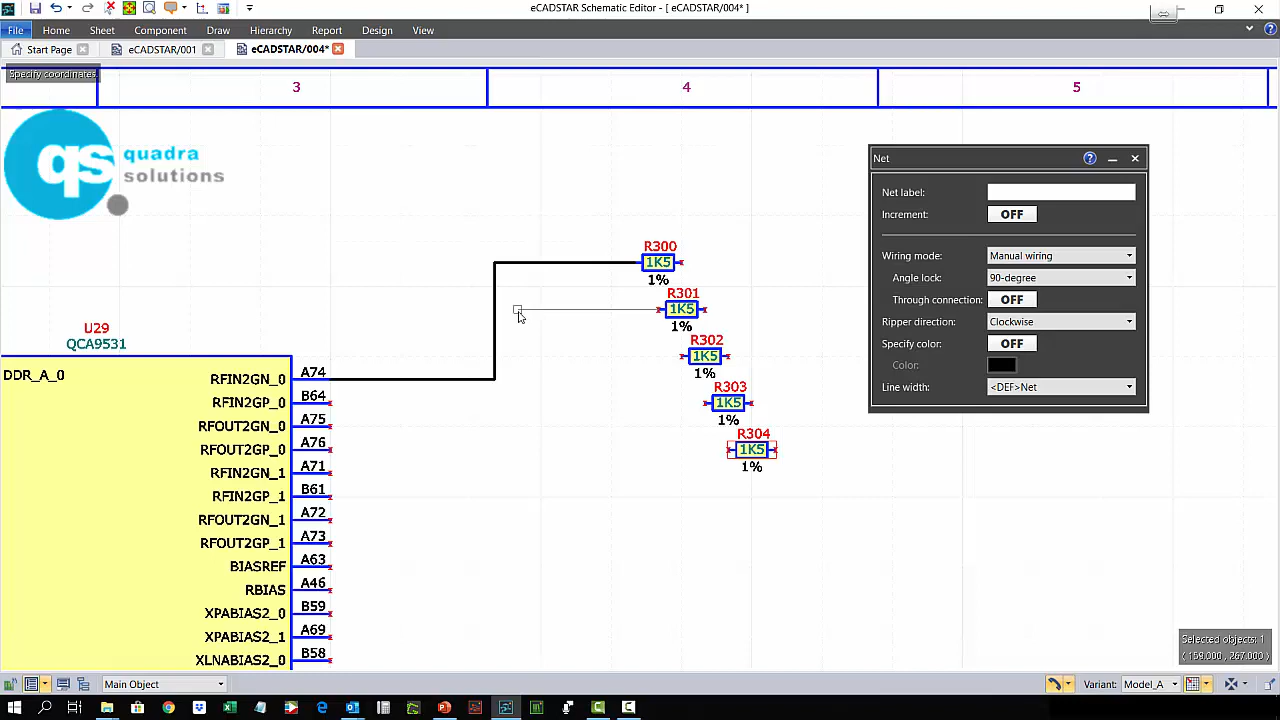 eCADSTAR Schematic Editor - [ eCADSTAR/004* ]
File Home Sheet Component Draw Hierarchy Report Design View
Start Page eCADSTAR/001 eCADSTAR/004*
Specify coordinates.
3 4 5
qs quadra
solutions
Net
Net label:
Increment: OFF
Wiring mode: Manual wiring
Angle lock: 90-degree
Through connection: OFF
Ripper direction: Clockwise
Specify color: OFF
Color:
Line width: <DEF>Net
R300
1K5
1%
R301
1K5
1%
R302
1K5
1%
R303
1K5
1%
R304
1K5
1%
U29
QCA9531
DDR_A_0
RFIN2GN_0 A74
RFIN2GP_0 B64
RFOUT2GN_0 A75
RFOUT2GP_0 A76
RFIN2GN_1 A71
RFIN2GP_1 B61
RFOUT2GN_1 A72
RFOUT2GP_1 A73
BIASREF A63
RBIAS A46
XPABIAS2_0 B59
XPABIAS2_1 A69
XLNABIAS2_0 B58
Selected objects: 1
( 159.000, 267.000)
Main Object
Variant: Model_A